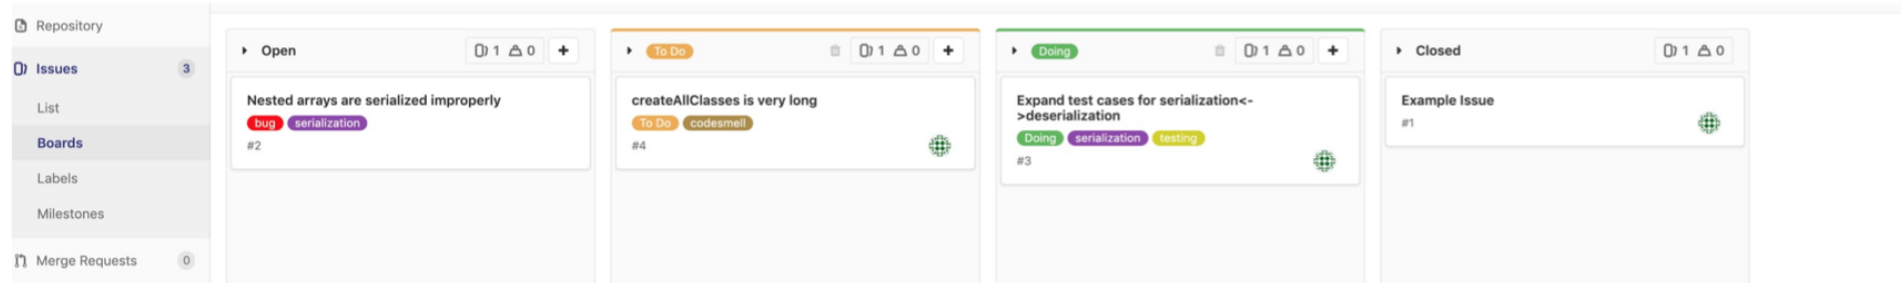 Repository
Issues 3
List
Boards
Labels
Milestones
Merge Requests 0
Open 1 0 +
Nested arrays are serialized improperly
bug serialization
#2
To Do 1 0 +
createAllClasses is very long
To Do codesmell
#4
Doing 1 0 +
Expand test cases for serialization<-
>deserialization
Doing serialization testing
#3
Closed 1 0
Example Issue
#1